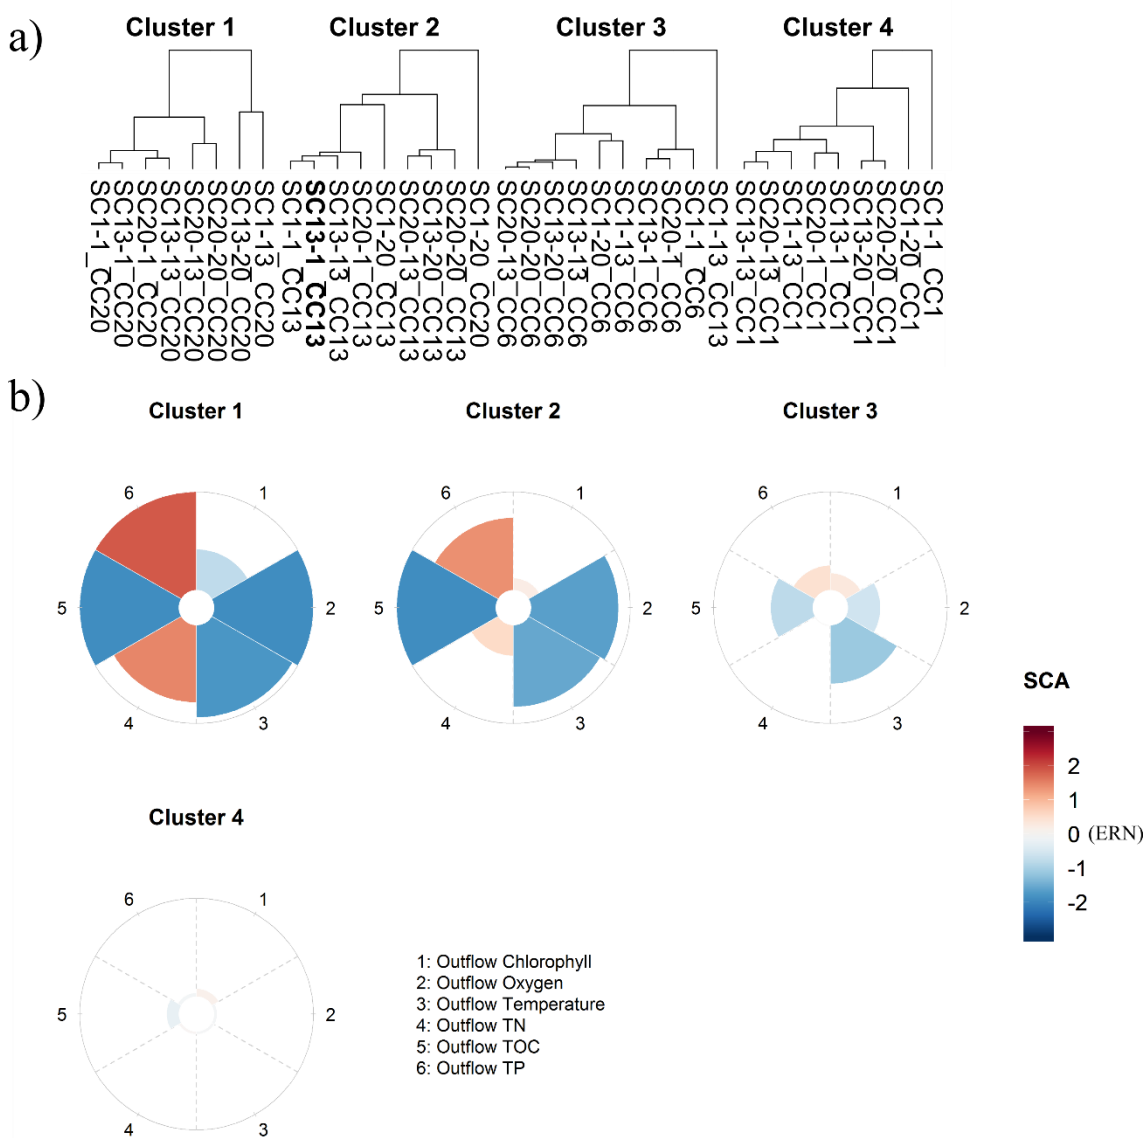 a)
Cluster 1
Cluster 2
Cluster 3
Cluster 4
SC1-1_CC20
SC13-1_CC20
SC20-1_CC20
SC13-13_CC20
SC20-13_CC20
SC20-20_CC20
SC13-20_CC20
SC1-13_CC20
SC1-1_CC13
SC13-1_CC13
SC13-13_CC13
SC20-1_CC13
SC1-20_CC13
SC20-13_CC13
SC13-20_CC13
SC20-20_CC13
SC1-20_CC20
SC20-13_CC6
SC20-20_CC6
SC13-20_CC6
SC13-13_CC6
SC1-20_CC6
SC1-13_CC6
SC13-1_CC6
SC20-1_CC6
SC1-1_CC6
SC1-13_CC13
SC13-13_CC1
SC20-13_CC1
SC1-13_CC1
SC20-1_CC1
SC13-1_CC1
SC13-20_CC1
SC20-20_CC1
SC1-20_CC1
SC1-1_CC1
b)
Cluster 1
6
1
5
2
4
3
Cluster 2
6
1
5
2
4
3
Cluster 3
6
1
5
2
4
3
SCA
2
1
0 (ERN)
-1
-2
Cluster 4
6
1
5
2
4
3
1: Outflow Chlorophyll
2: Outflow Oxygen
3: Outflow Temperature
4: Outflow TN
5: Outflow TOC
6: Outflow TP